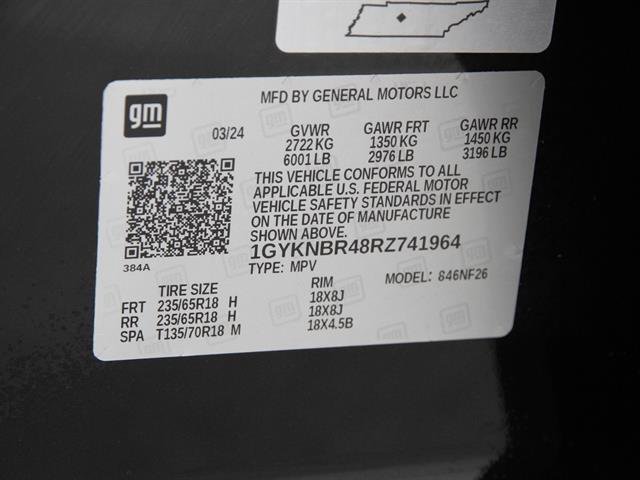 gm
MFD BY GENERAL MOTORS LLC
03/24 GVWR GAWR FRT GAWR RR
2722 KG 1350 KG 1450 KG
6001 LB 2976 LB 3196 LB
THIS VEHICLE CONFORMS TO ALL
APPLICABLE U.S. FEDERAL MOTOR
VEHICLE SAFETY STANDARDS IN EFFECT
ON THE DATE OF MANUFACTURE
SHOWN ABOVE.
1GYKNBR48RZ741964
384A TYPE: MPV MODEL: 846NF26
TIRE SIZE RIM
FRT 235/65R18 H 18X8J
RR 235/65R18 H 18X8J
SPA T135/70R18 M 18X4.5B